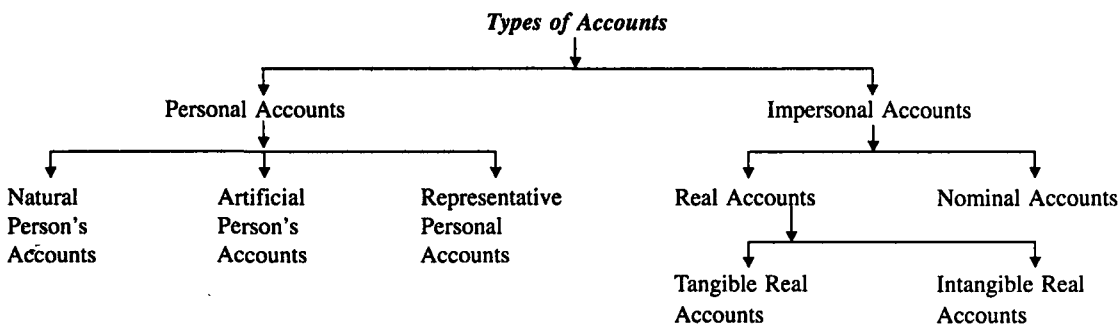 Types of Accounts
Personal Accounts
Impersonal Accounts
Natural
Person's
Accounts
Artificial
Person's
Accounts
Representative
Personal
Accounts
Real Accounts
Nominal Accounts
Tangible Real
Accounts
Intangible Real
Accounts